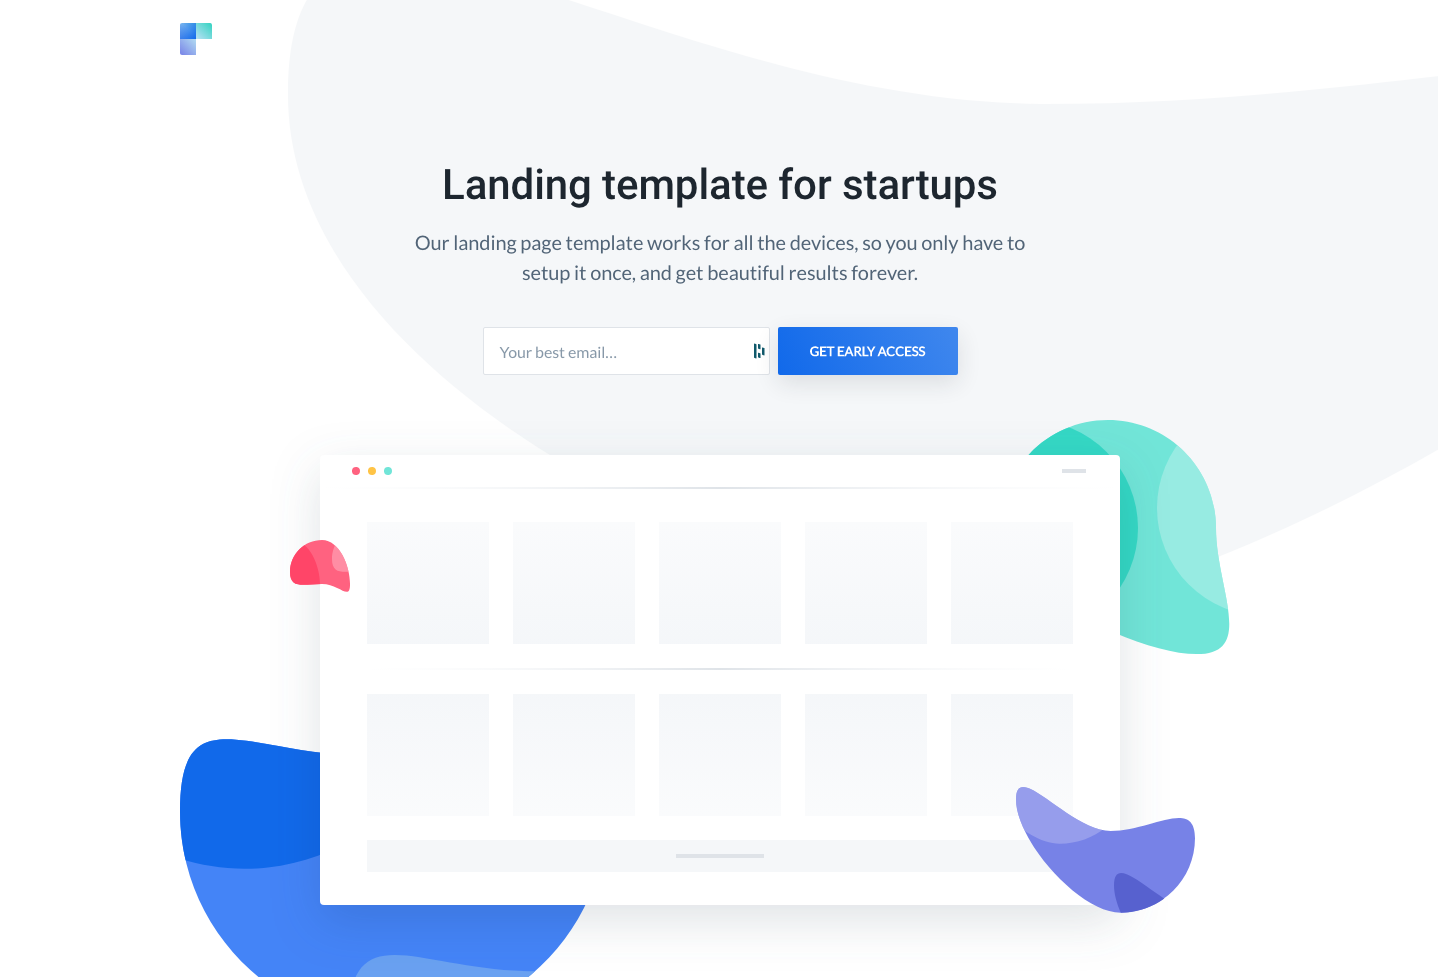 Landing template for startups
Our landing page template works for all the devices, so you only have to
setup it once, and get beautiful results forever.
Your best email...
GET EARLY ACCESS